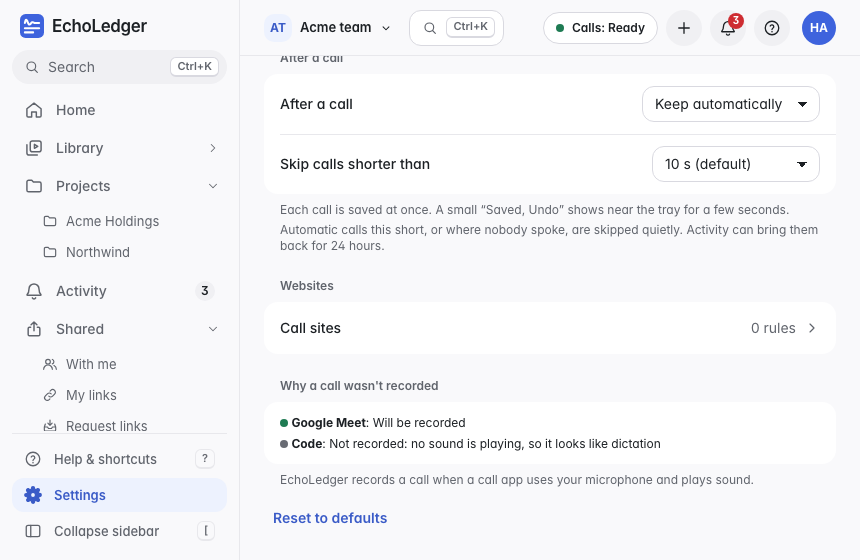 EchoLedger
Search Ctrl+K
Home
Library
Projects
Acme Holdings
Northwind
Activity 3
Shared
With me
My links
Request links
Help & shortcuts ?
Settings
Collapse sidebar [
AT Acme team Ctrl+K Calls: Ready 3 HA
After a call
After a call Keep automatically
Skip calls shorter than 10 s (default)
Each call is saved at once. A small “Saved, Undo” shows near the tray for a few seconds.
Automatic calls this short, or where nobody spoke, are skipped quietly. Activity can bring them
back for 24 hours.
Websites
Call sites 0 rules
Why a call wasn't recorded
Google Meet: Will be recorded
Code: Not recorded: no sound is playing, so it looks like dictation
EchoLedger records a call when a call app uses your microphone and plays sound.
Reset to defaults